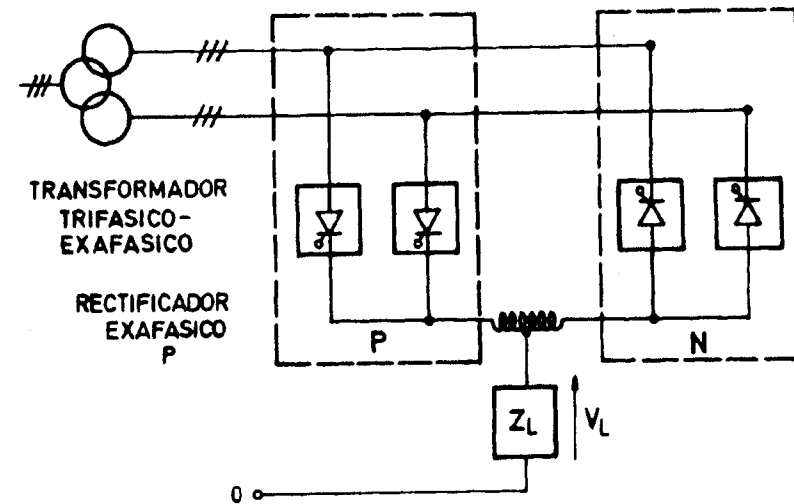 TRANSFORMADOR
TRIFASICO-
EXAFASICO
RECTIFICADOR
EXAFASICO
P
P
N
ZL
VL
0